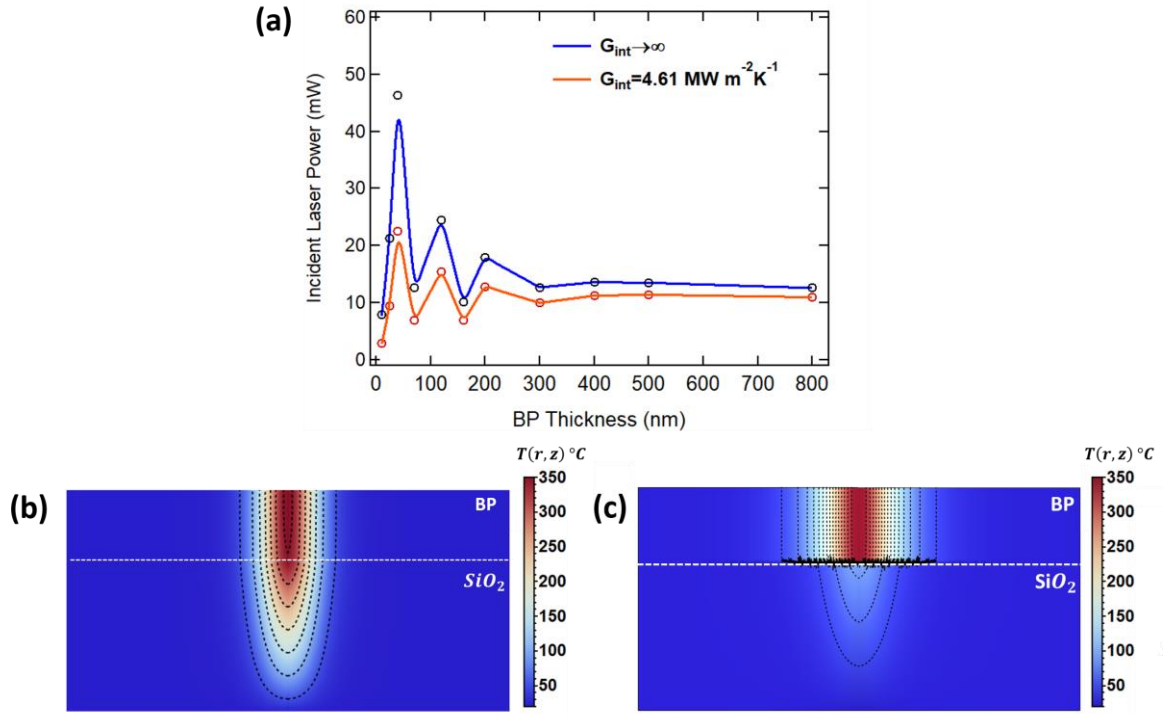 (a)
G_int→∞
G_int=4.61 MW m⁻²K⁻¹
60
50
40
30
20
10
0
Incident Laser Power (mW)
0 100 200 300 400 500 600 700 800
BP Thickness (nm)
(b)
T(r, z) °C
BP
SiO₂
350
300
250
200
150
100
50
(c)
T(r, z) °C
BP
SiO₂
350
300
250
200
150
100
50